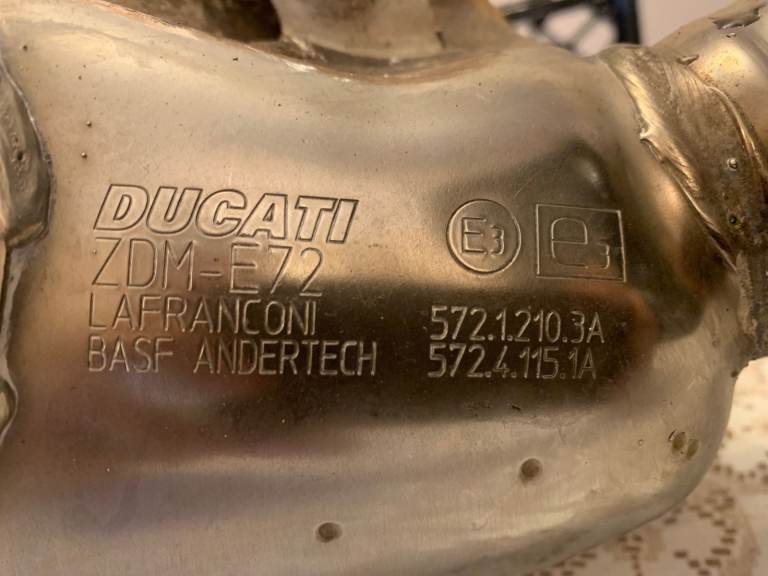 DUCATI
ZDM-E72
LAFRANCONI
BASF ANDERTECH
E3
e3
572.1.210.3A
572.4.115.1A